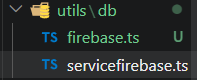 utils\db
TS firebase.ts U
TS servicefirebase.ts